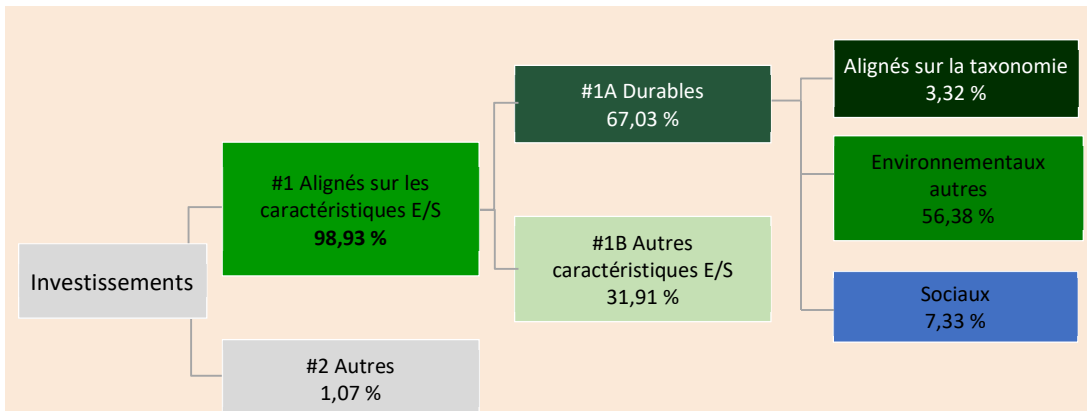 Investissements
#1 Alignés sur les
caractéristiques E/S
98,93 %
#2 Autres
1,07 %
#1A Durables
67,03 %
#1B Autres
caractéristiques E/S
31,91 %
Alignés sur la taxonomie
3,32 %
Environnementaux
autres
56,38 %
Sociaux
7,33 %